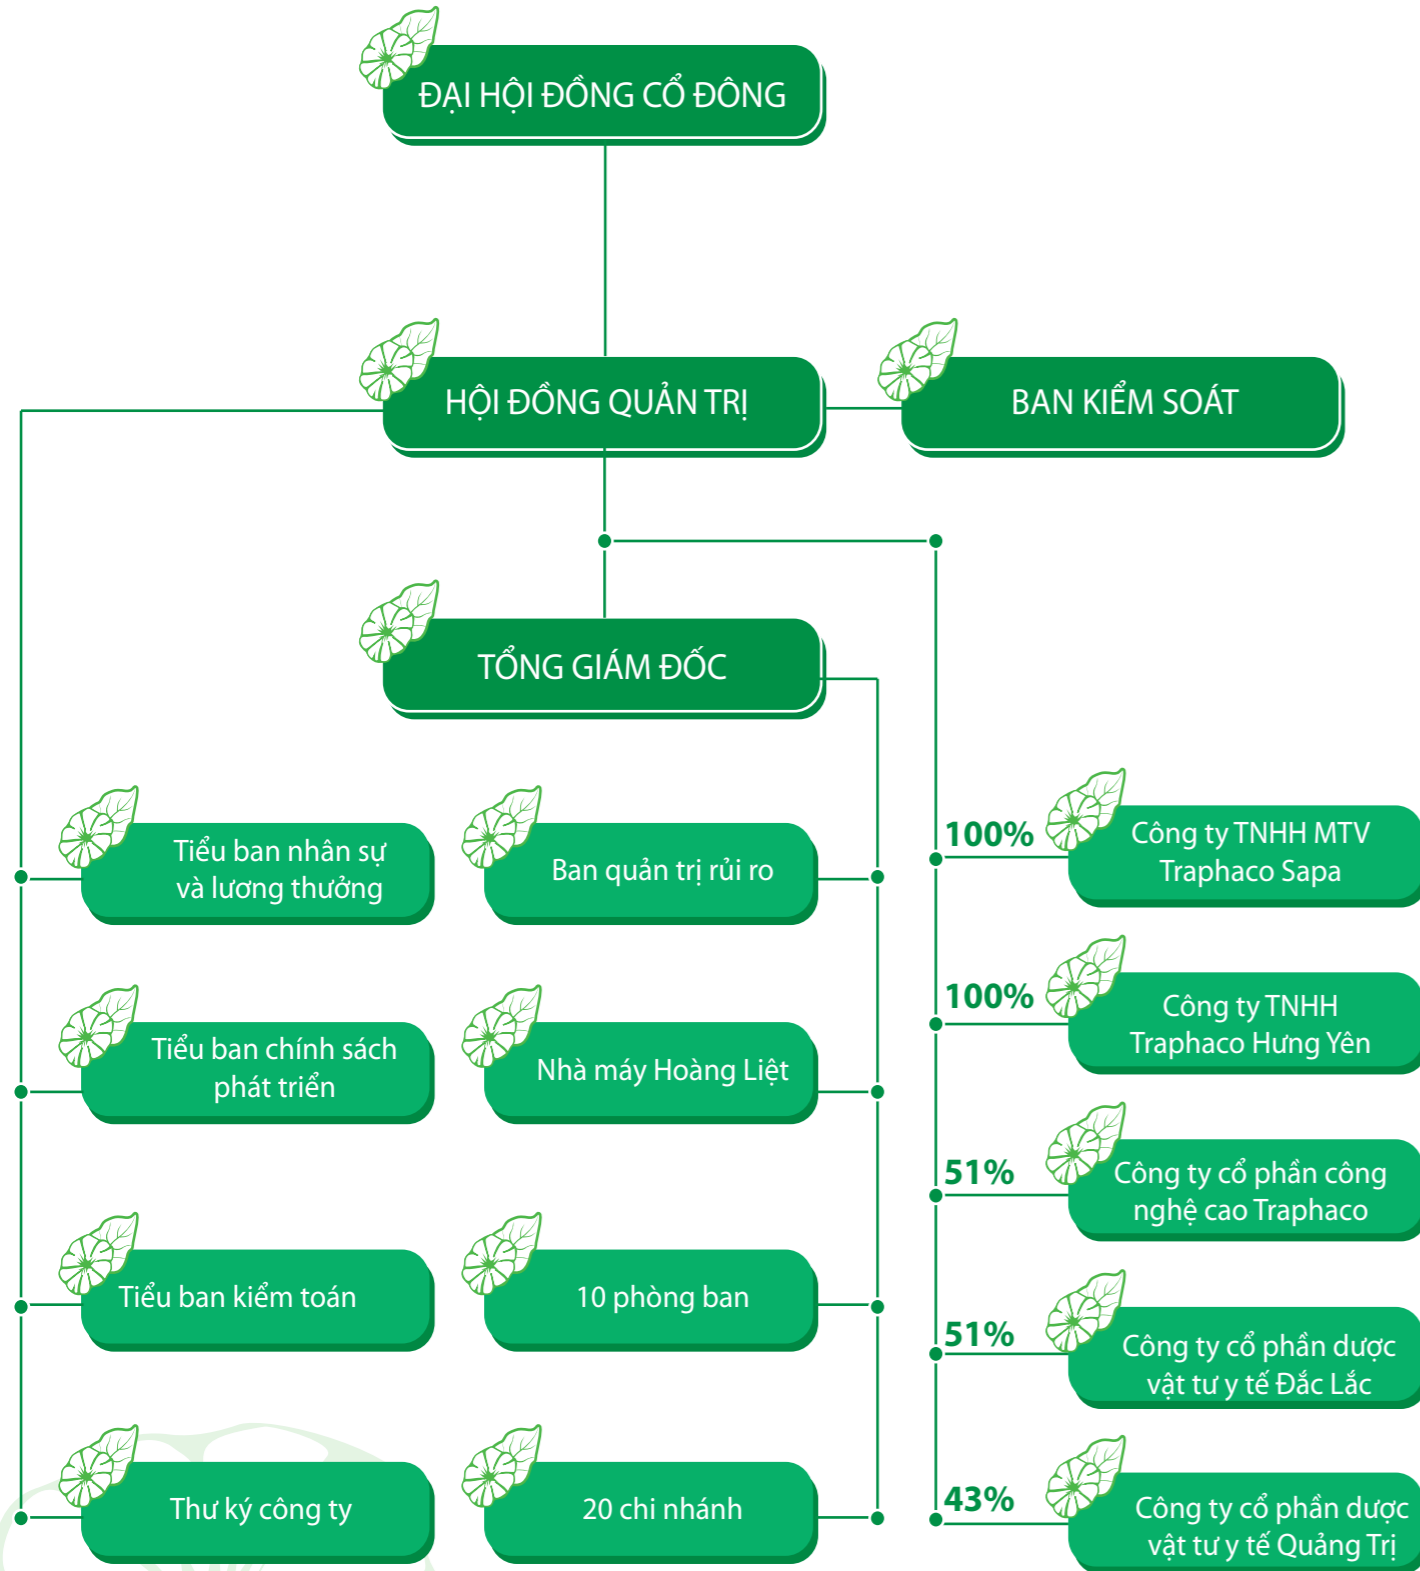 ĐẠI HỘI ĐỒNG CỔ ĐÔNG
HỘI ĐỒNG QUẢN TRỊ
BAN KIỂM SOÁT
TỔNG GIÁM ĐỐC
Tiểu ban nhân sự
và lương thưởng
Tiểu ban chính sách
phát triển
Tiểu ban kiểm toán
Thư ký công ty
Ban quản trị rủi ro
Nhà máy Hoàng Liệt
10 phòng ban
20 chi nhánh
100%
Công ty TNHH MTV
Traphaco Sapa
100%
Công ty TNHH
Traphaco Hưng Yên
51%
Công ty cổ phần công
nghệ cao Traphaco
51%
Công ty cổ phần dược
vật tư y tế Đắc Lắc
43%
Công ty cổ phần dược
vật tư y tế Quảng Trị